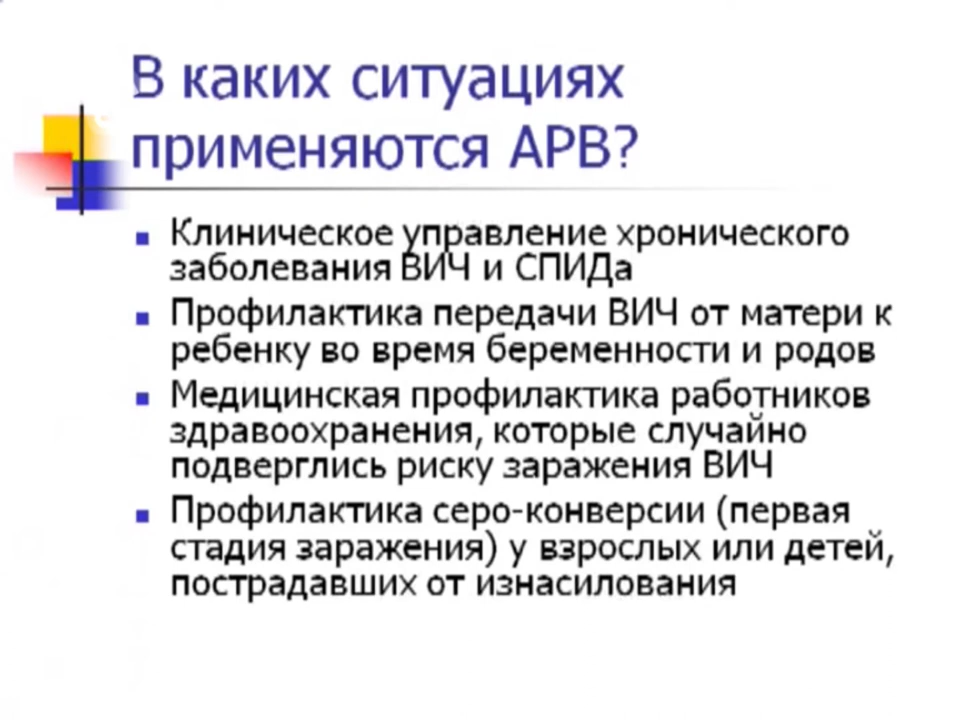 В каких ситуациях
применяются АРВ?
Клиническое управление хронического
заболевания ВИЧ и СПИДа
Профилактика передачи ВИЧ от матери к
ребенку во время беременности и родов
Медицинская профилактика работников
здравоохранения, которые случайно
подверглись риску заражения ВИЧ
Профилактика серо-конверсии (первая
стадия заражения) у взрослых или детей,
пострадавших от изнасилования